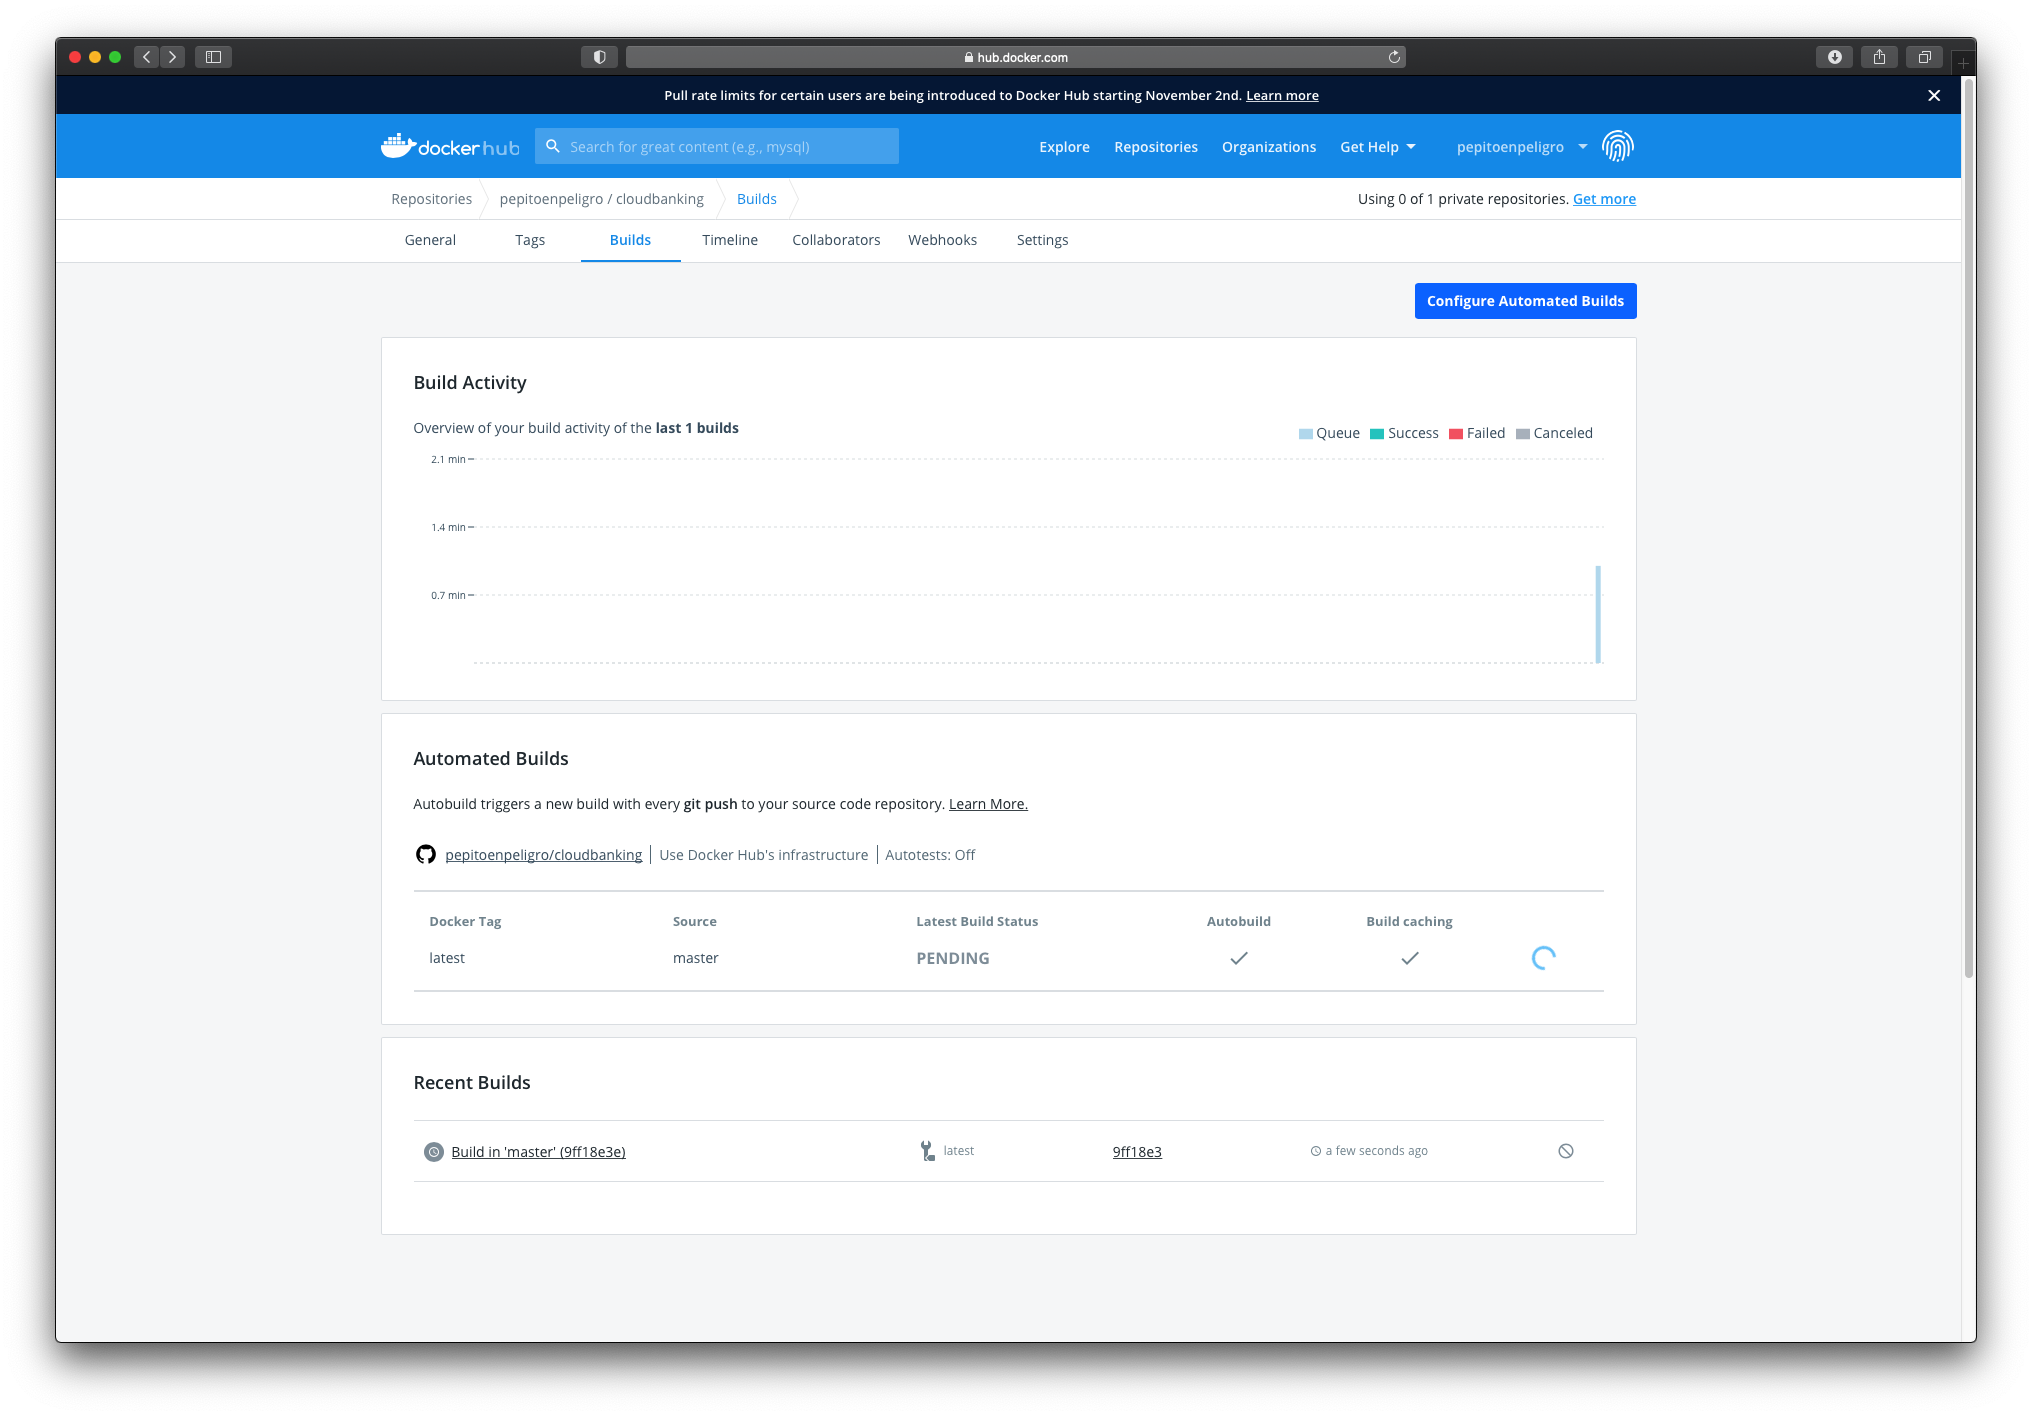 hub.docker.com
Pull rate limits for certain users are being introduced to Docker Hub starting November 2nd. Learn more
docker hub
Search for great content (e.g., mysql)
Explore
Repositories
Organizations
Get Help
pepitoenpeligro
Repositories
pepitoenpeligro / cloudbanking
Builds
Using 0 of 1 private repositories. Get more
General
Tags
Builds
Timeline
Collaborators
Webhooks
Settings
Configure Automated Builds
Build Activity
Overview of your build activity of the last 1 builds
Queue
Success
Failed
Canceled
2.1 min
1.4 min
0.7 min
Automated Builds
Autobuild triggers a new build with every git push to your source code repository. Learn More.
pepitoenpeligro/cloudbanking
Use Docker Hub's infrastructure
Autotests: Off
Docker Tag
Source
Latest Build Status
Autobuild
Build caching
latest
master
PENDING
Recent Builds
Build in 'master' (9ff18e3e)
latest
9ff18e3
a few seconds ago